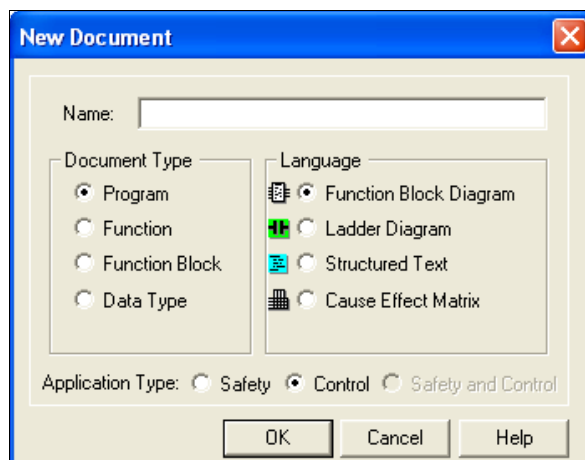 New Document
Name:
Document Type
Program
Function
Function Block
Data Type
Language
Function Block Diagram
Ladder Diagram
Structured Text
Cause Effect Matrix
Application Type: Safety Control Safety and Control
OK Cancel Help